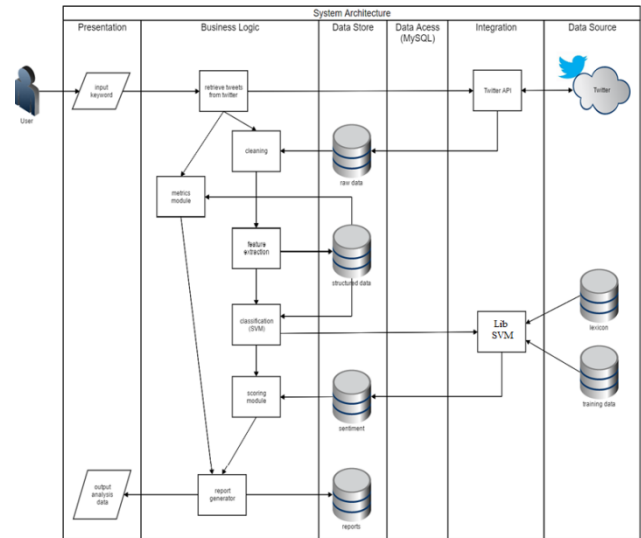 System Architecture
Presentation
Business Logic
Data Store
Data Acess
(MySQL)
Integration
Data Source
User
input
keyword
retrieve tweets
from twitter
Twitter API
Twitter
cleaning
raw data
metrics
module
feature
extraction
structured data
classification
(SVM)
Lib
SVM
lexicon
training data
scoring
module
sentiment
output
analysis
data
report
generator
reports